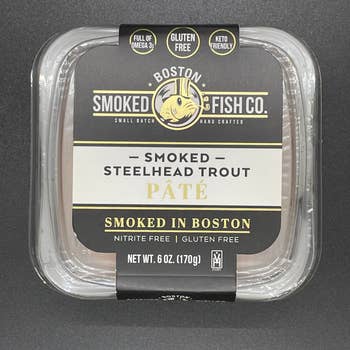 FULL OF
OMEGA 3s
GLUTEN
FREE
KETO
FRIENDLY
BOSTON
SMOKED FISH CO.
SMALL BATCH HAND CRAFTED
— SMOKED —
STEELHEAD TROUT
PÂTÉ
SMOKED IN BOSTON
NITRITE FREE | GLUTEN FREE
NET WT. 6 OZ. (170g)
BOSTON